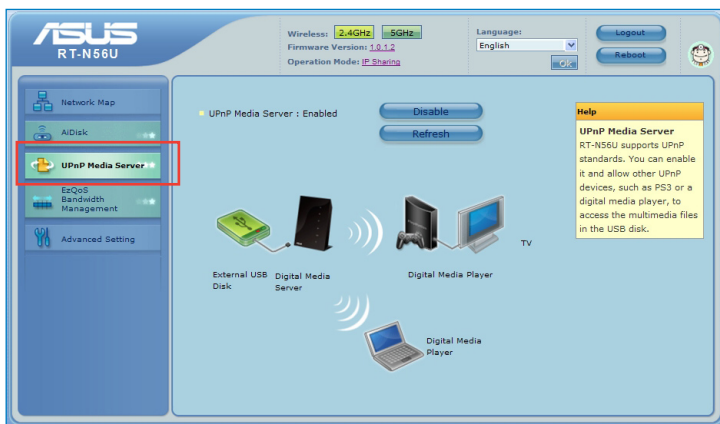 ASUS
RT-N56U
Wireless: 2.4GHz 5GHz
Firmware Version: 1.0.1.2
Operation Mode: IP Sharing
Language:
English
OK
Logout
Reboot
Network Map
AiDisk
UPnP Media Server
EzQoS
Bandwidth
Management
Advanced Setting
UPnP Media Server : Enabled
Disable
Refresh
External USB
Disk
Digital Media
Server
Digital Media Player
TV
Digital Media
Player
Help
UPnP Media Server
RT-N56U supports UPnP
standards. You can enable
it and allow other UPnP
devices, such as PS3 or a
digital media player, to
access the multimedia files
in the USB disk.